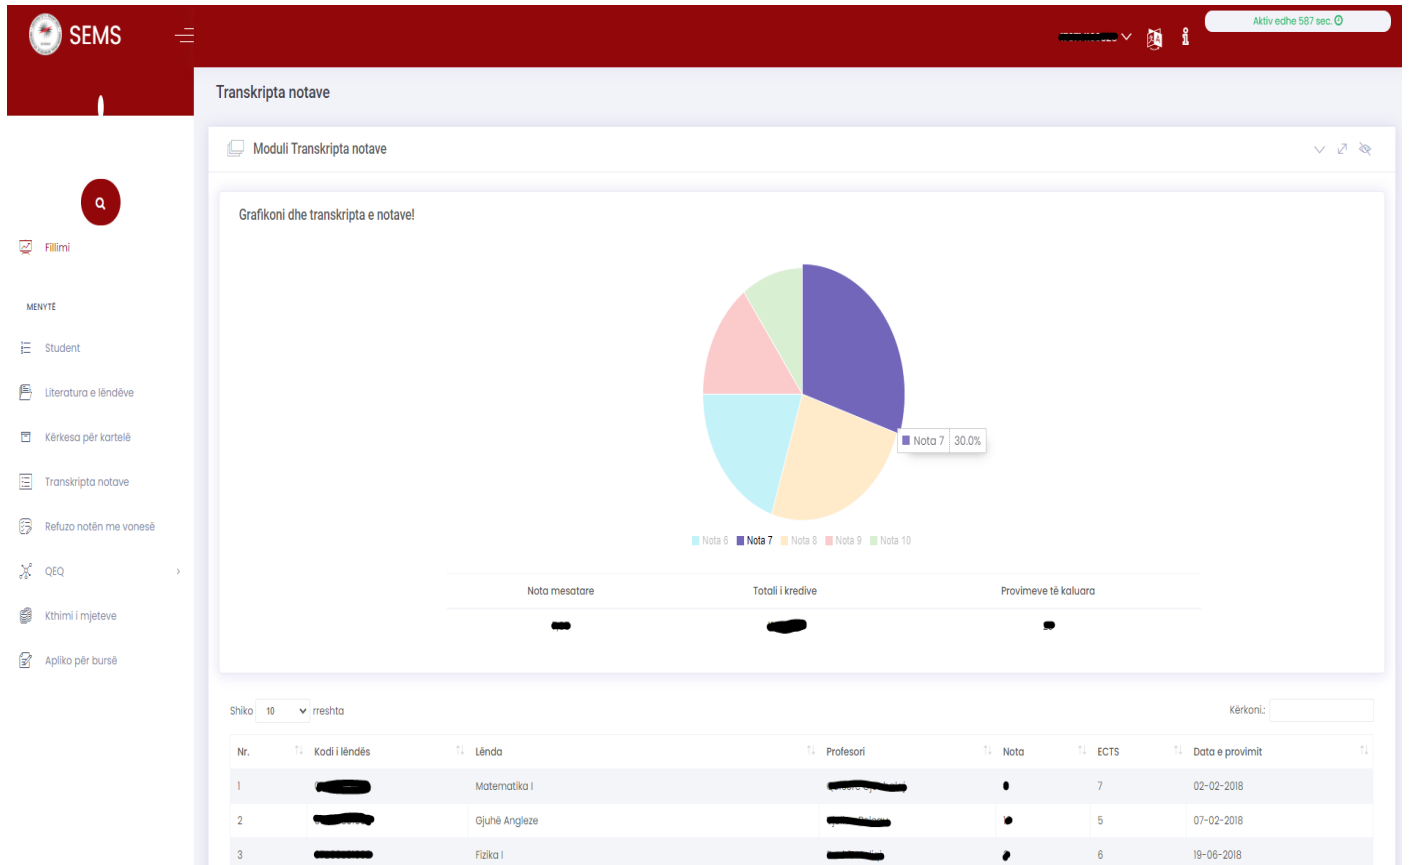 SEMS
Aktiv edhe 587 sec.
Transkripta notave
Moduli Transkripta notave
Grafikoni dhe transkripta e notave!
Fillimi
MENYTË
Student
Literatura e lëndëve
Kërkesa për kartelë
Transkripta notave
Refuzo notën me vonesë
QEQ
Kthimi i mjeteve
Apliko për bursë
Nota 7 30.0%
Nota 6 Nota 7 Nota 8 Nota 9 Nota 10
Nota mesatare Totali i kredive Provimeve të kaluara
Shiko 10 rreshta
Kërkoni.:
Nr. Kodi i lëndës Lënda Profesori Nota ECTS Data e provimit
1 Matematika I 7 02-02-2018
2 Gjuhë Angleze 5 07-02-2018
3 Fizika I 6 19-06-2018